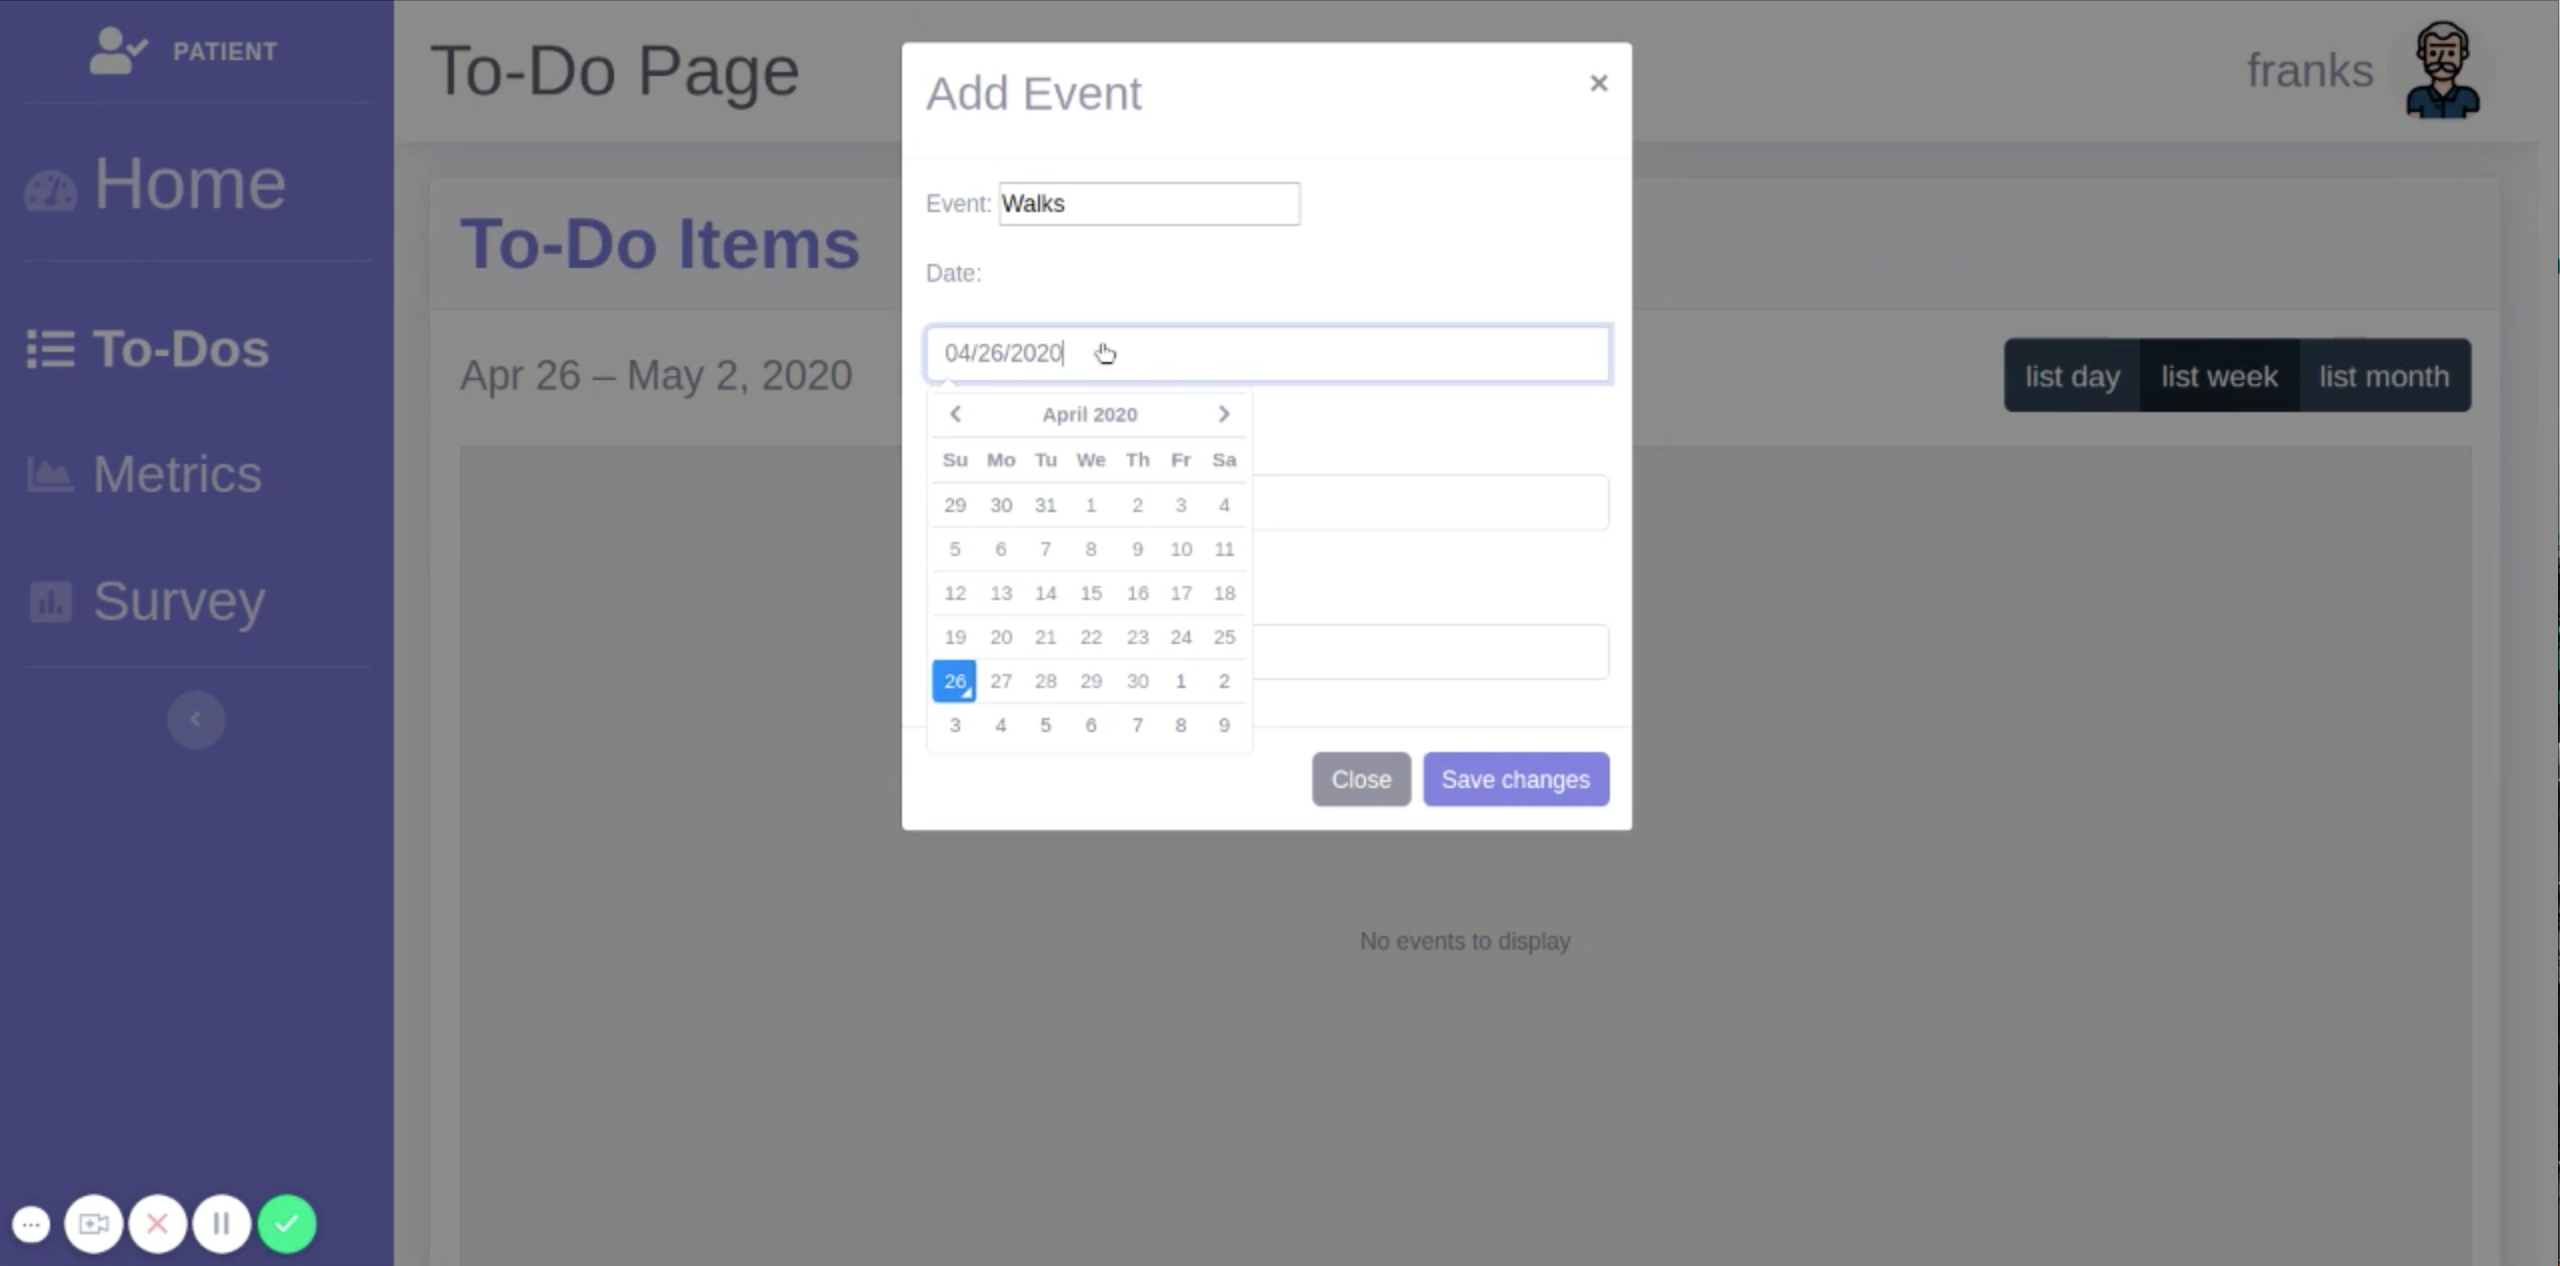 PATIENT
Home
To-Dos
Metrics
Survey
To-Do Page
franks
To-Do Items
Apr 26 – May 2, 2020
list day list week list month
No events to display
Add Event
×
Event: Walks
Date:
04/26/2020
April 2020
Su Mo Tu We Th Fr Sa
29 30 31 1 2 3 4
5 6 7 8 9 10 11
12 13 14 15 16 17 18
19 20 21 22 23 24 25
26 27 28 29 30 1 2
3 4 5 6 7 8 9
Close Save changes